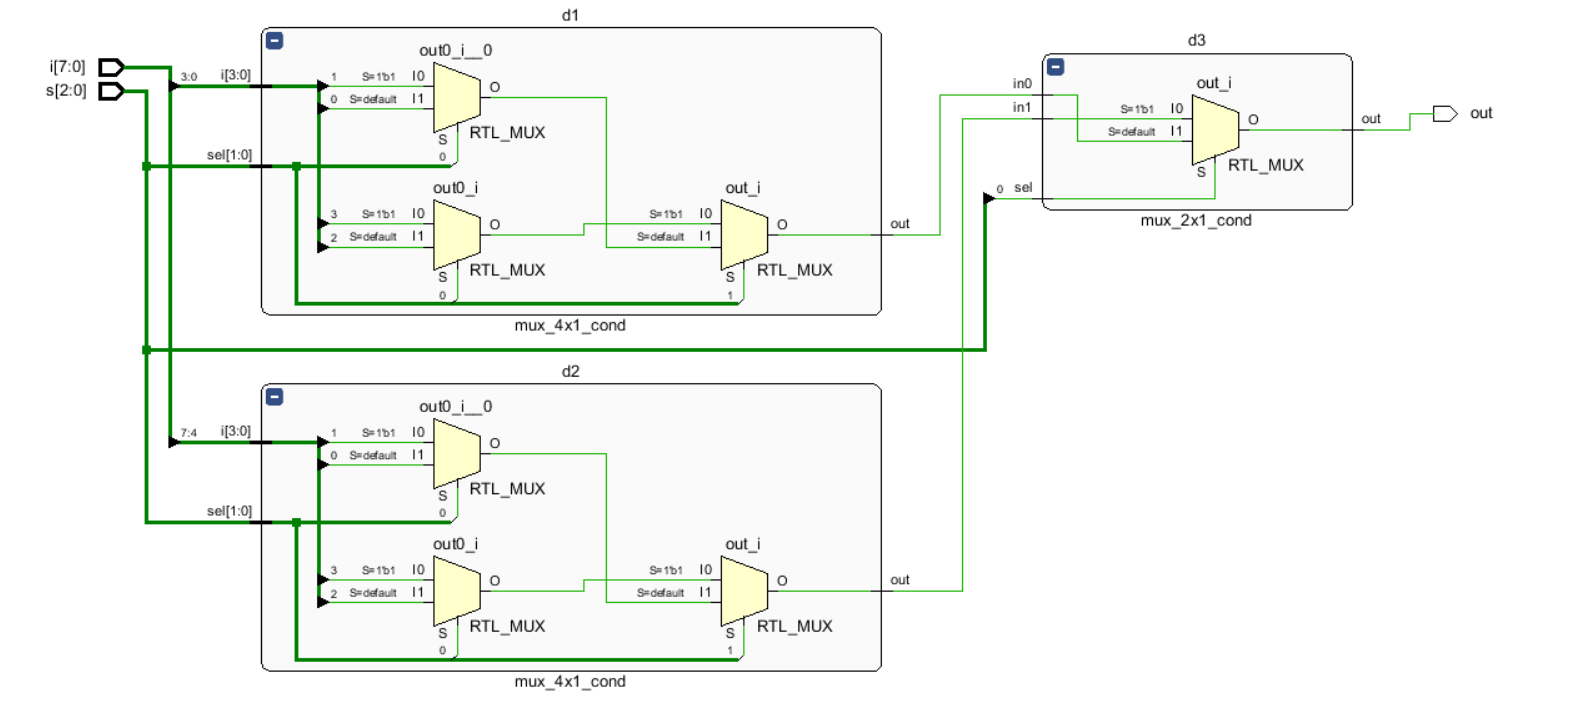 d1
i[7:0]
s[2:0]
3:0
i[3:0]
sel[1:0]
out0_i__0
1
S=1'b1
I0
0
S=default
I1
O
S
0
RTL_MUX
out0_i
3
S=1'b1
I0
2
S=default
I1
O
S
0
RTL_MUX
out_i
S=1'b1
I0
S=default
I1
O
S
1
RTL_MUX
out
mux_4x1_cond
d2
7:4
i[3:0]
sel[1:0]
out0_i__0
1
S=1'b1
I0
0
S=default
I1
O
S
0
RTL_MUX
out0_i
3
S=1'b1
I0
2
S=default
I1
O
S
0
RTL_MUX
out_i
S=1'b1
I0
S=default
I1
O
S
1
RTL_MUX
out
mux_4x1_cond
d3
in0
in1
0
sel
out_i
S=1'b1
I0
S=default
I1
O
S
RTL_MUX
out
mux_2x1_cond
out